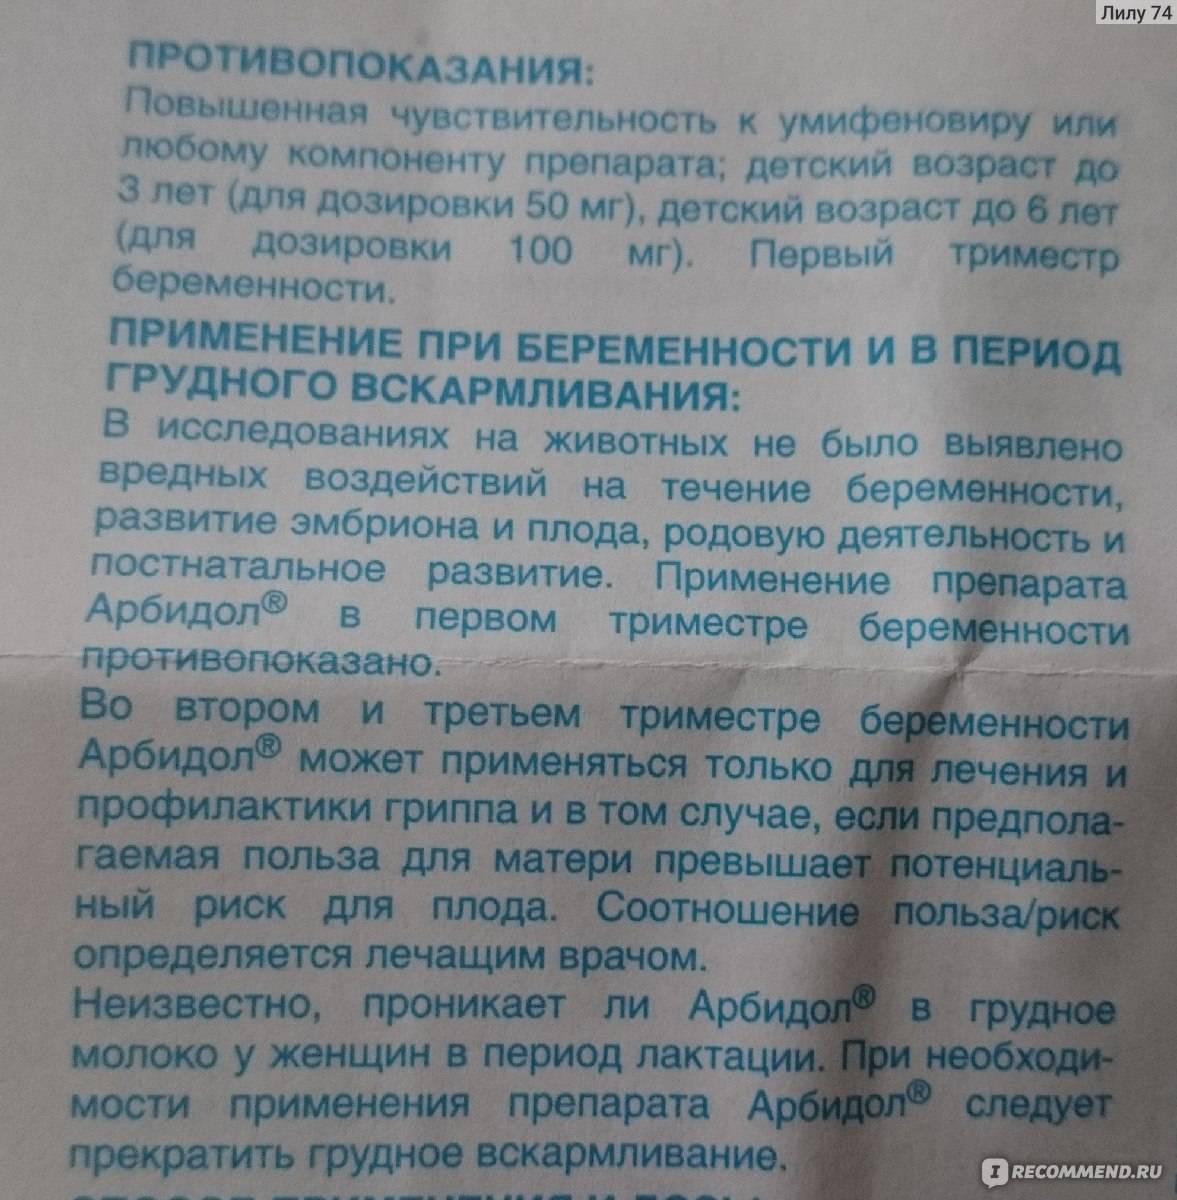 Лилу 74
ПРОТИВОПОКАЗАНИЯ:
Повышенная чувствительность к умифеновиру или
любому компоненту препарата; детский возраст до
3 лет (для дозировки 50 мг), детский возраст до 6 лет
(для дозировки 100 мг). Первый триместр
беременности.
ПРИМЕНЕНИЕ ПРИ БЕРЕМЕННОСТИ И В ПЕРИОД
ГРУДНОГО ВСКАРМЛИВАНИЯ:
В исследованиях на животных не было выявлено
вредных воздействий на течение беременности,
развитие эмбриона и плода, родовую деятельность и
постнатальное развитие. Применение препарата
Арбидол® в первом триместре беременности
противопоказано.
Во втором и третьем триместре беременности
Арбидол® может применяться только для лечения и
профилактики гриппа и в том случае, если предпола-
гаемая польза для матери превышает потенциаль-
ный риск для плода. Соотношение польза/риск
определяется лечащим врачом.
Неизвестно, проникает ли Арбидол® в грудное
молоко у женщин в период лактации. При необходи-
мости применения препарата Арбидол® следует
прекратить грудное вскармливание.
IRECOMMEND.RU